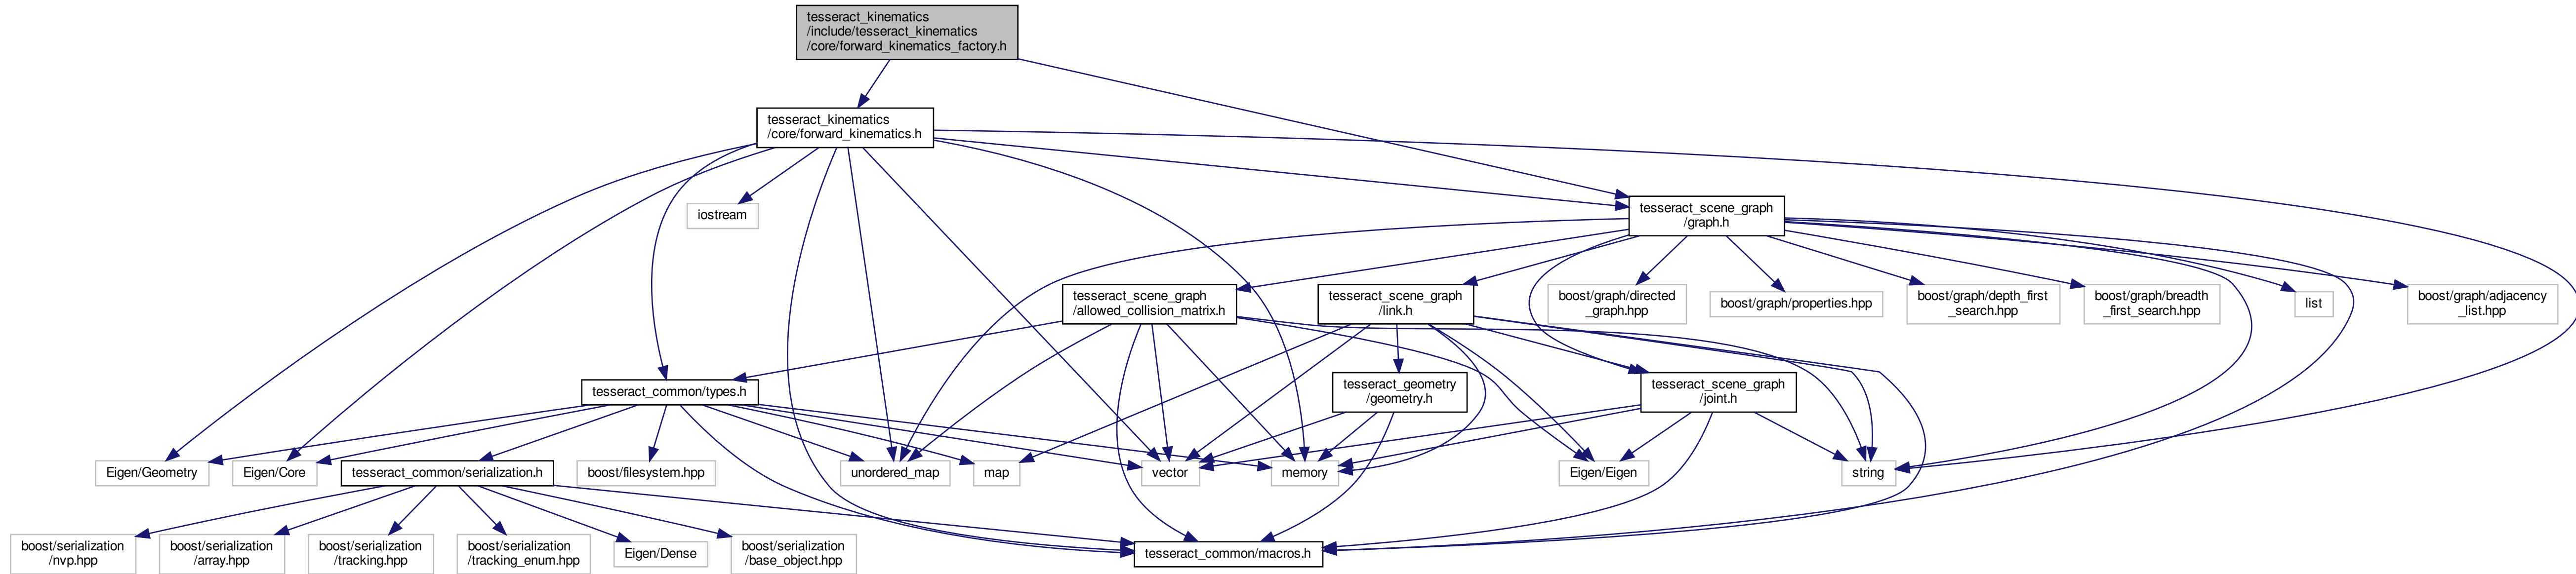 tesseract_kinematics
/include/tesseract_kinematics
/core/forward_kinematics_factory.h
tesseract_kinematics
/core/forward_kinematics.h
iostream
tesseract_scene_graph
/graph.h
tesseract_scene_graph
/allowed_collision_matrix.h
tesseract_scene_graph
/link.h
boost/graph/directed
_graph.hpp
boost/graph/properties.hpp
boost/graph/depth_first
_search.hpp
boost/graph/breadth
_first_search.hpp
list
boost/graph/adjacency
_list.hpp
tesseract_common/types.h
tesseract_geometry
/geometry.h
tesseract_scene_graph
/joint.h
Eigen/Geometry
Eigen/Core
tesseract_common/serialization.h
boost/filesystem.hpp
unordered_map
map
vector
memory
Eigen/Eigen
string
boost/serialization
/nvp.hpp
boost/serialization
/array.hpp
boost/serialization
/tracking.hpp
boost/serialization
/tracking_enum.hpp
Eigen/Dense
boost/serialization
/base_object.hpp
tesseract_common/macros.h